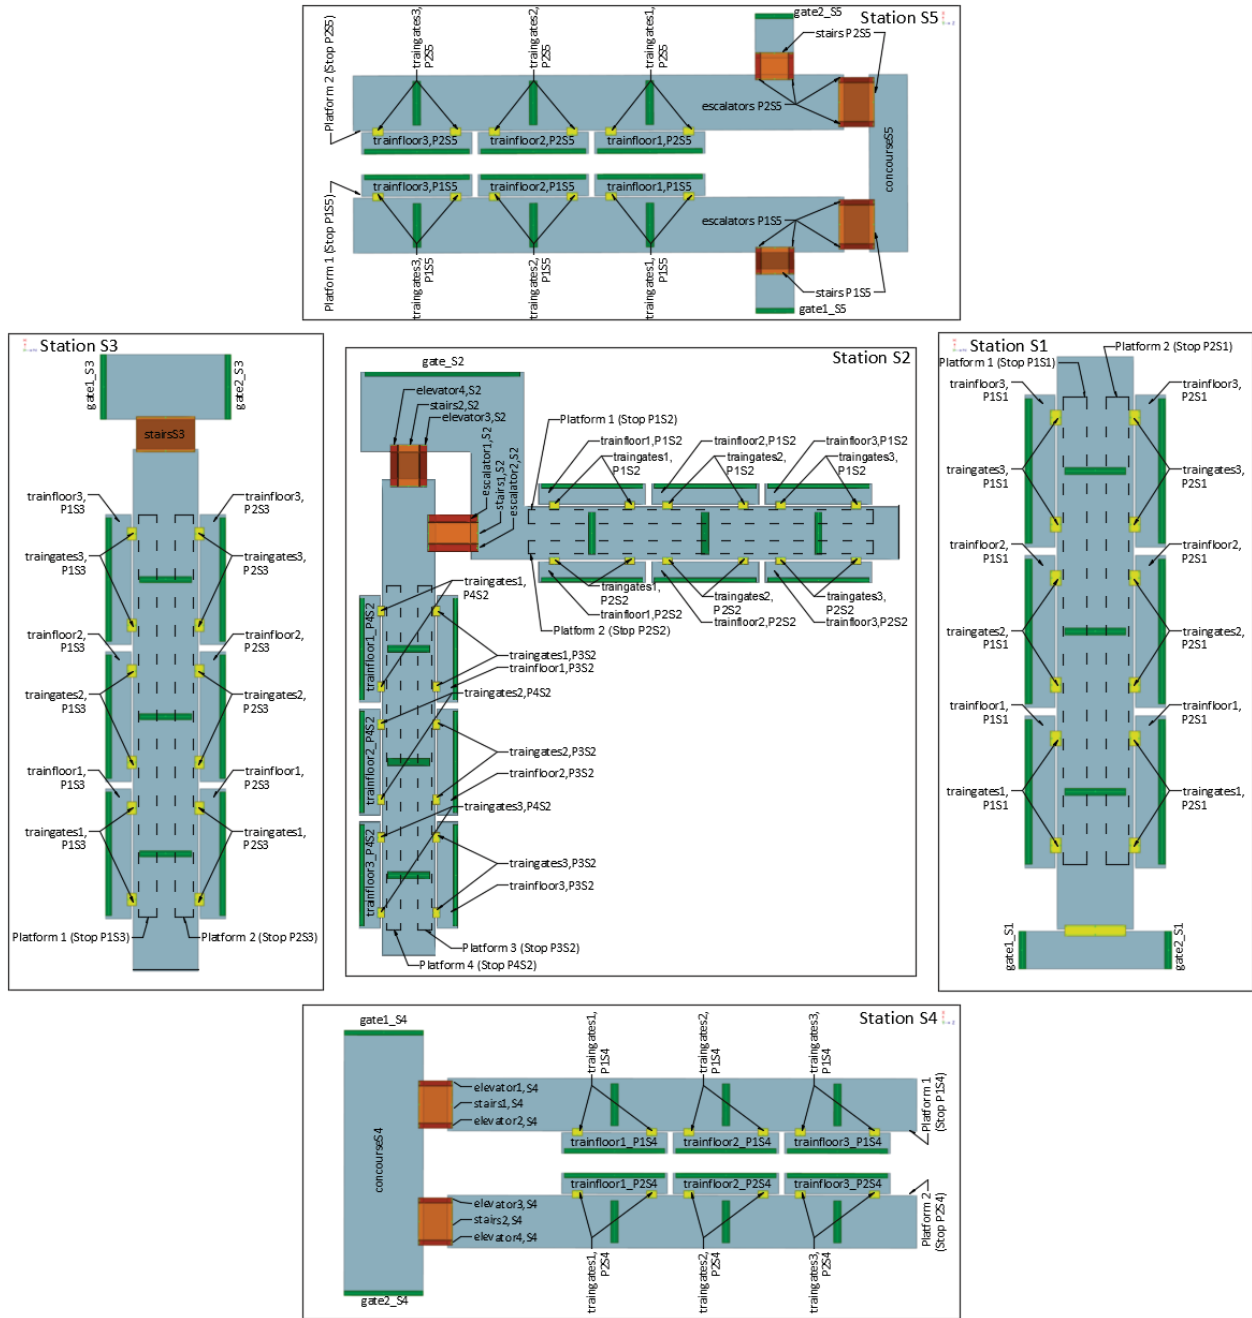 Station S5
gate2_S5
stairs P2S5
Platform 2 (Stop P2S5)
traingates3,
P2S5
traingates2,
P2S5
traingates1,
P2S5
escalators P2S5
trainfloor3,P2S5
trainfloor2,P2S5
trainfloor1,P2S5
concourseS5
trainfloor3,P1S5
trainfloor2,P1S5
trainfloor1,P1S5
Platform 1 (Stop P1S5)
escalators P1S5
traingates3,
P1S5
traingates2,
P1S5
traingates1,
P1S5
stairs P1S5
gate1_S5
Station S3
gate1_S3
gate2_S3
stairsS3
trainfloor3,
P1S3
trainfloor3,
P2S3
traingates3,
P1S3
traingates3,
P2S3
trainfloor2,
P1S3
trainfloor2,
P2S3
traingates2,
P1S3
traingates2,
P2S3
trainfloor1,
P1S3
trainfloor1,
P2S3
traingates1,
P1S3
traingates1,
P2S3
Platform 1 (Stop P1S3)
Platform 2 (Stop P2S3)
Station S2
gate_S2
elevator4,S2
stairs2,S2
elevator3,S2
escalator1,S2
stairs1,S2
escalator2,S2
Platform 1 (Stop P1S2)
trainfloor1,P1S2
trainfloor2,P1S2
trainfloor3,P1S2
traingates1,
P1S2
traingates2,
P1S2
traingates3,
P1S2
traingates1,
P2S2
traingates2,
P2S2
traingates3,
P2S2
trainfloor1,P2S2
trainfloor2,P2S2
trainfloor3,P2S2
Platform 2 (Stop P2S2)
traingates1,
P4S2
trainfloor1_P4S2
traingates1,P3S2
trainfloor1,P3S2
traingates2,P4S2
trainfloor2_P4S2
traingates2,P3S2
trainfloor2,P3S2
traingates3,P4S2
trainfloor3_P4S2
traingates3,P3S2
trainfloor3,P3S2
Platform 3 (Stop P3S2)
Platform 4 (Stop P4S2)
Station S1
Platform 2 (Stop P2S1)
Platform 1 (Stop P1S1)
trainfloor3,
P1S1
trainfloor3,
P2S1
traingates3,
P1S1
traingates3,
P2S1
trainfloor2,
P1S1
trainfloor2,
P2S1
traingates2,
P1S1
traingates2,
P2S1
trainfloor1,
P1S1
trainfloor1,
P2S1
traingates1,
P1S1
traingates1,
P2S1
gate1_S1
gate2_S1
Station S4
gate1_S4
traingates1,
P1S4
traingates2,
P1S4
traingates3,
P1S4
elevator1,S4
stairs1,S4
elevator2,S4
Platform 1
(Stop P1S4)
trainfloor1_P1S4
trainfloor2_P1S4
trainfloor3_P1S4
concourseS4
trainfloor1_P2S4
trainfloor2_P2S4
trainfloor3_P2S4
elevator3,S4
stairs2,S4
elevator4,S4
Platform 2
(Stop P2S4)
traingates1,
P2S4
traingates2,
P2S4
traingates3,
P2S4
gate2_S4